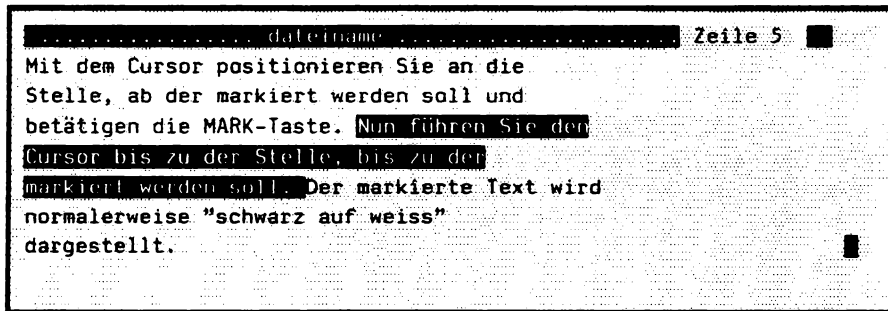 ................. dateiname ..................... Zeile 5
Mit dem Cursor positionieren Sie an die
Stelle, ab der markiert werden soll und
betätigen die MARK-Taste. Nun führen Sie den
Cursor bis zu der Stelle, bis zu der
markiert werden soll. Der markierte Text wird
normalerweise "schwarz auf weiss"
dargestellt.